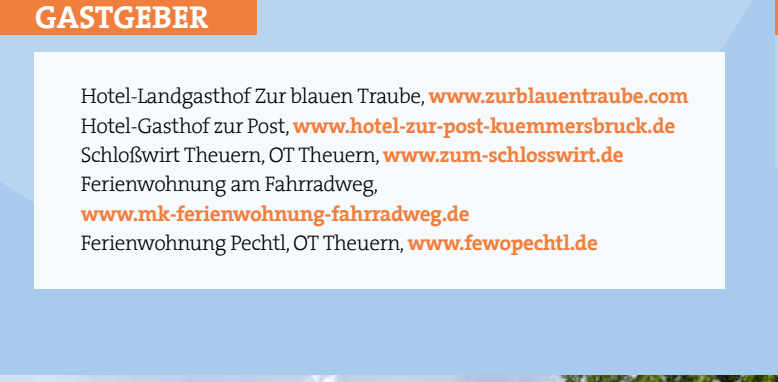 GASTGEBER
Hotel-Landgasthof Zur blauen Traube, www.zurblauentraube.com
Hotel-Gasthof zur Post, www.hotel-zur-post-kuemmersbruck.de
Schloßwirt Theuern, OT Theuern, www.zum-schlosswirt.de
Ferienwohnung am Fahrradweg,
www.mk-ferienwohnung-fahrradweg.de
Ferienwohnung Pechtl, OT Theuern, www.fewopechtl.de